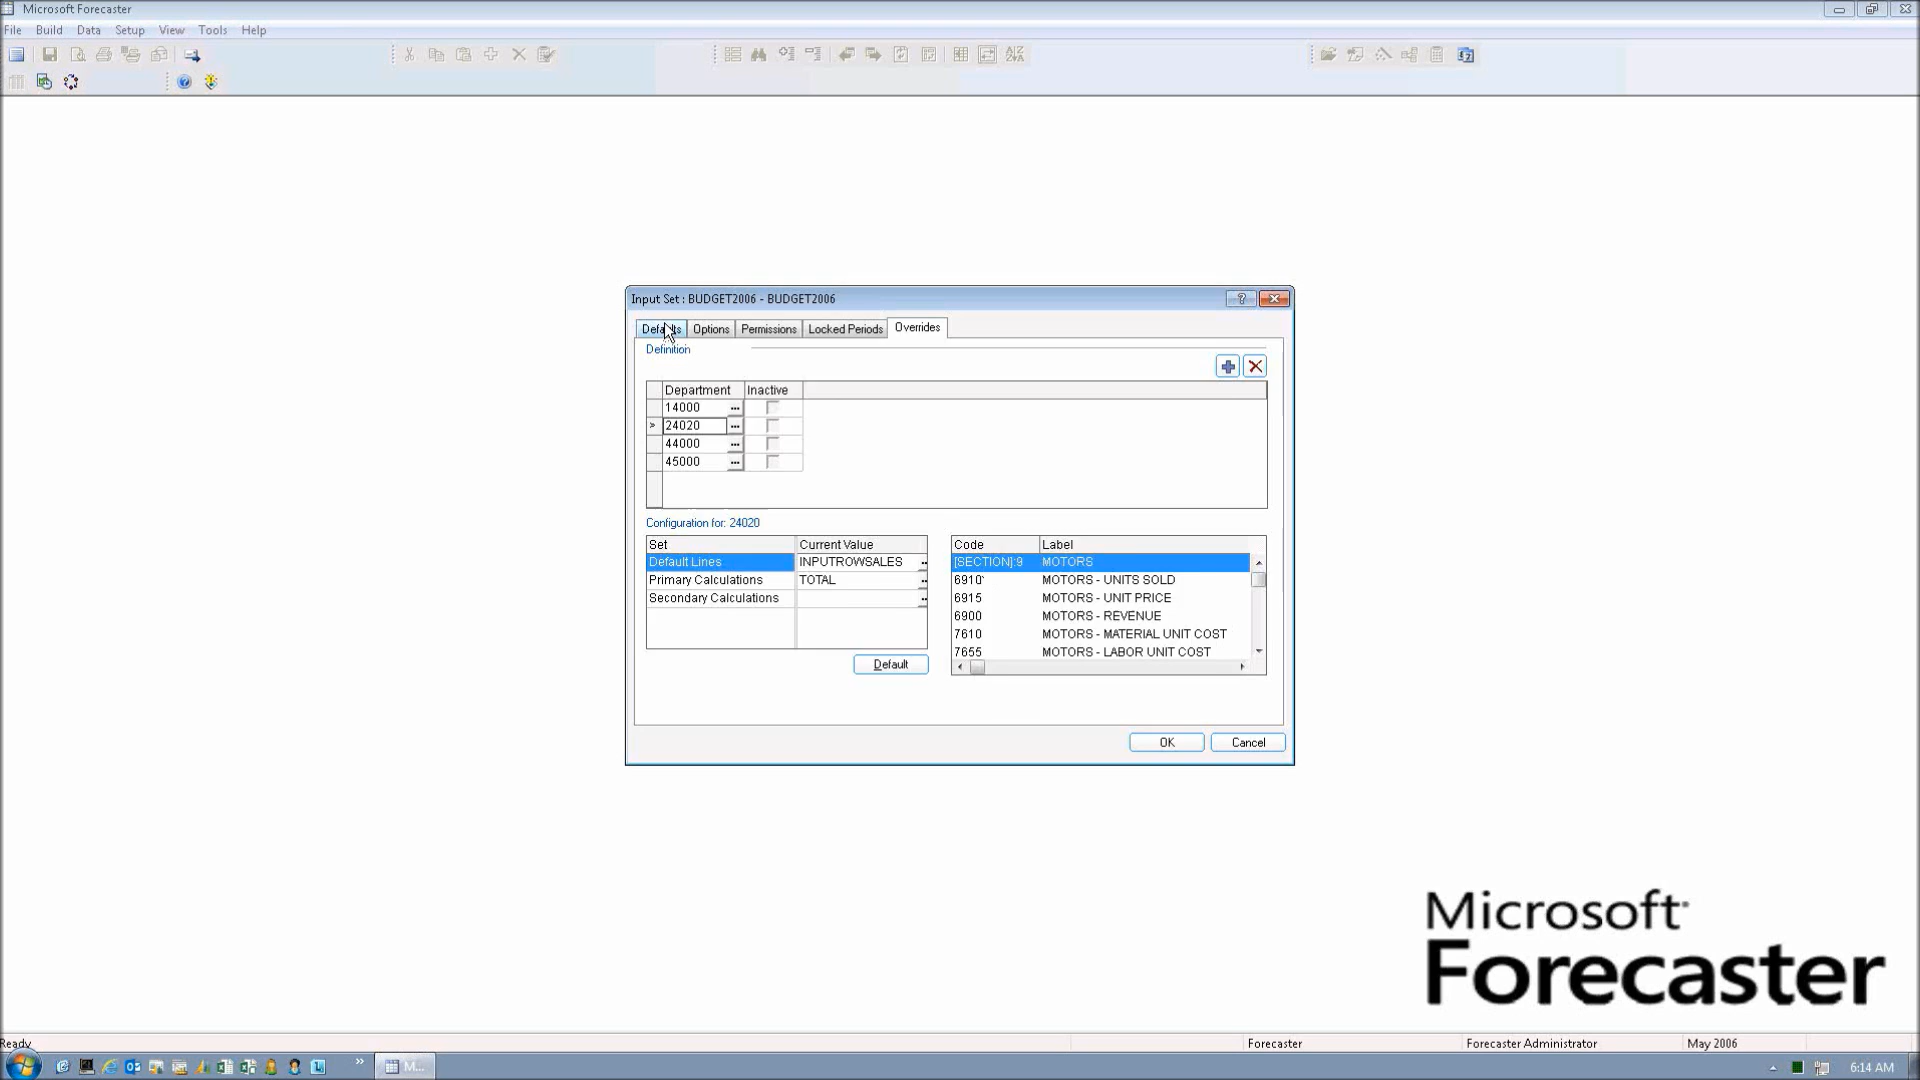 Microsoft Forecaster
File Build Data Setup View Tools Help
Input Set : BUDGET2006 - BUDGET2006
Defaults Options Permissions Locked Periods Overrides
Definition
Department Inactive
14000 ...
» 24020 ...
44000 ...
45000 ...
Configuration for: 24020
Set Current Value
Default Lines INPUTROWSALES
Primary Calculations TOTAL
Secondary Calculations
Default
Code Label
[SECTION]:9 MOTORS
6910 MOTORS - UNITS SOLD
6915 MOTORS - UNIT PRICE
6900 MOTORS - REVENUE
7610 MOTORS - MATERIAL UNIT COST
7655 MOTORS - LABOR UNIT COST
OK Cancel
Microsoft
Forecaster
Ready Forecaster Forecaster Administrator May 2006
M... 6:14 AM